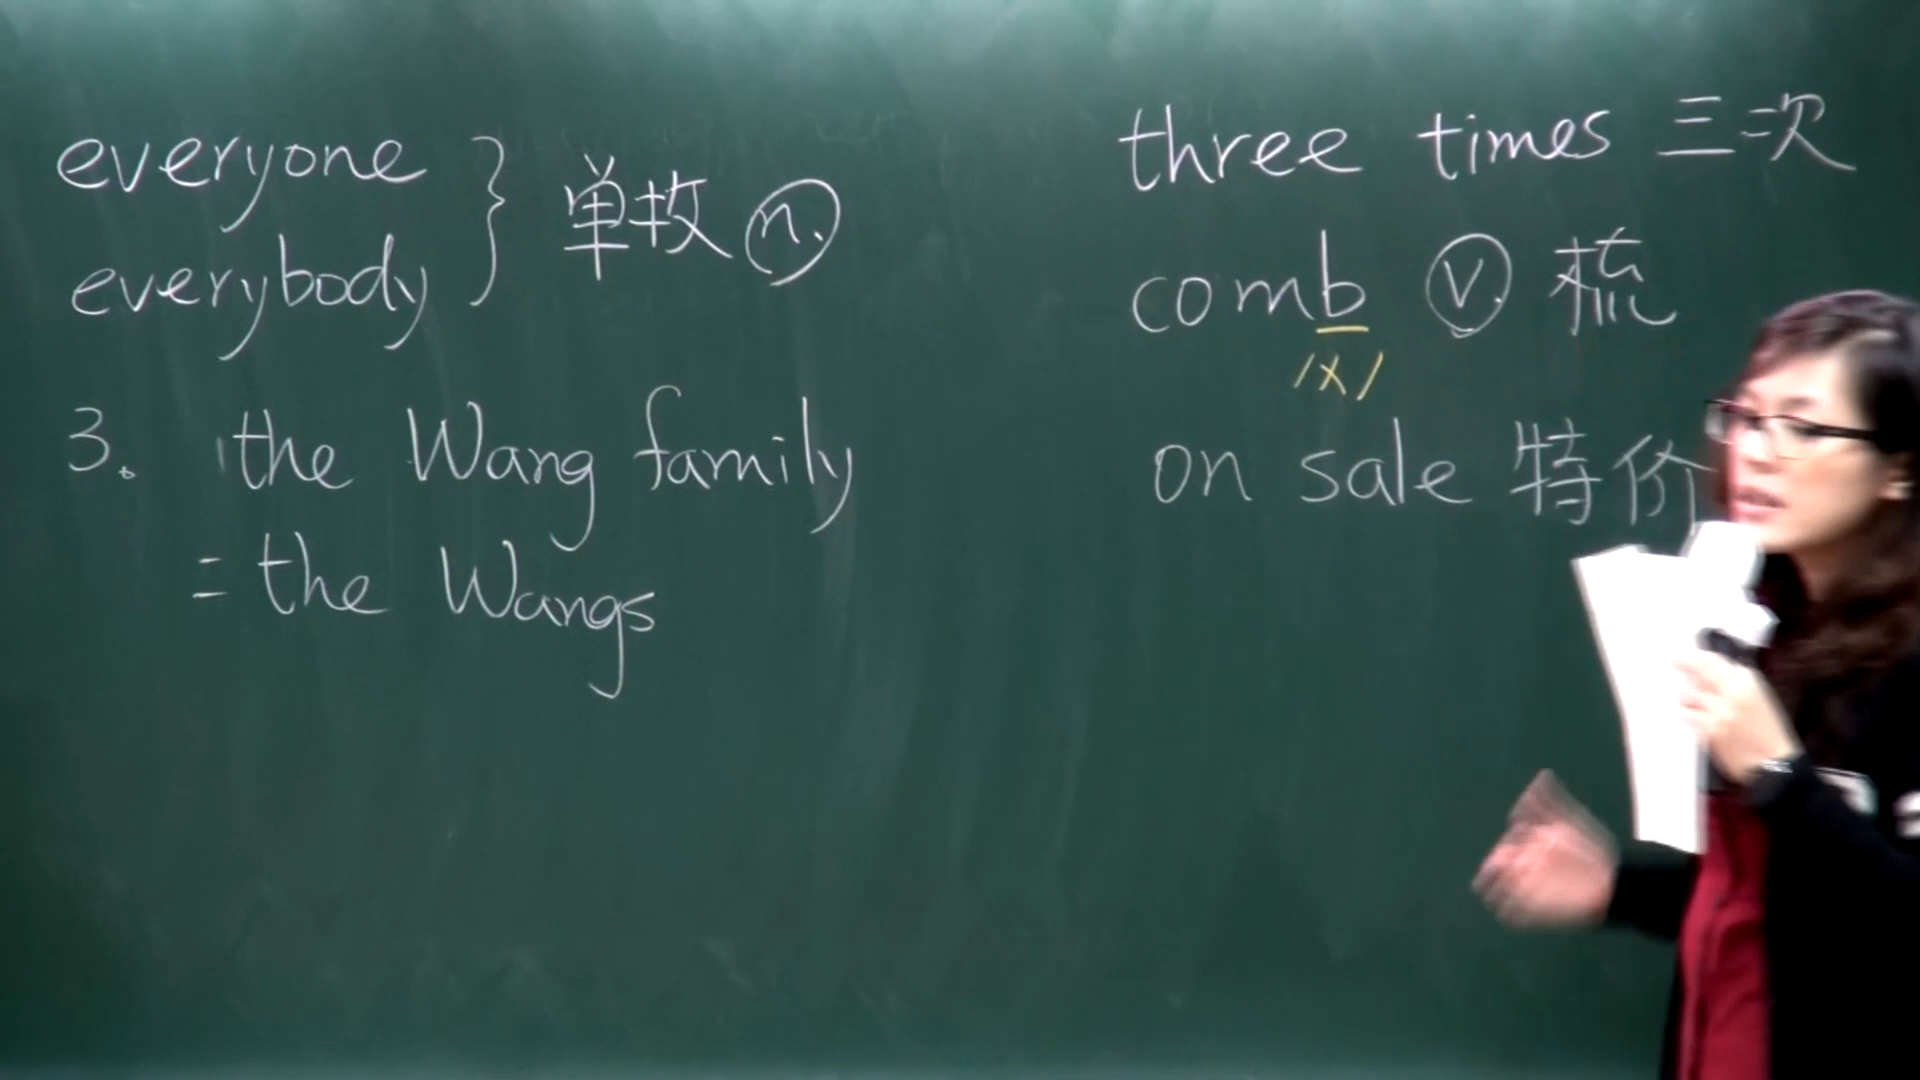 everyone
everybody
} 单数 n.
3. the Wang family
= the Wangs
three times 三次
comb v. 梳
/x/
on sale 特价